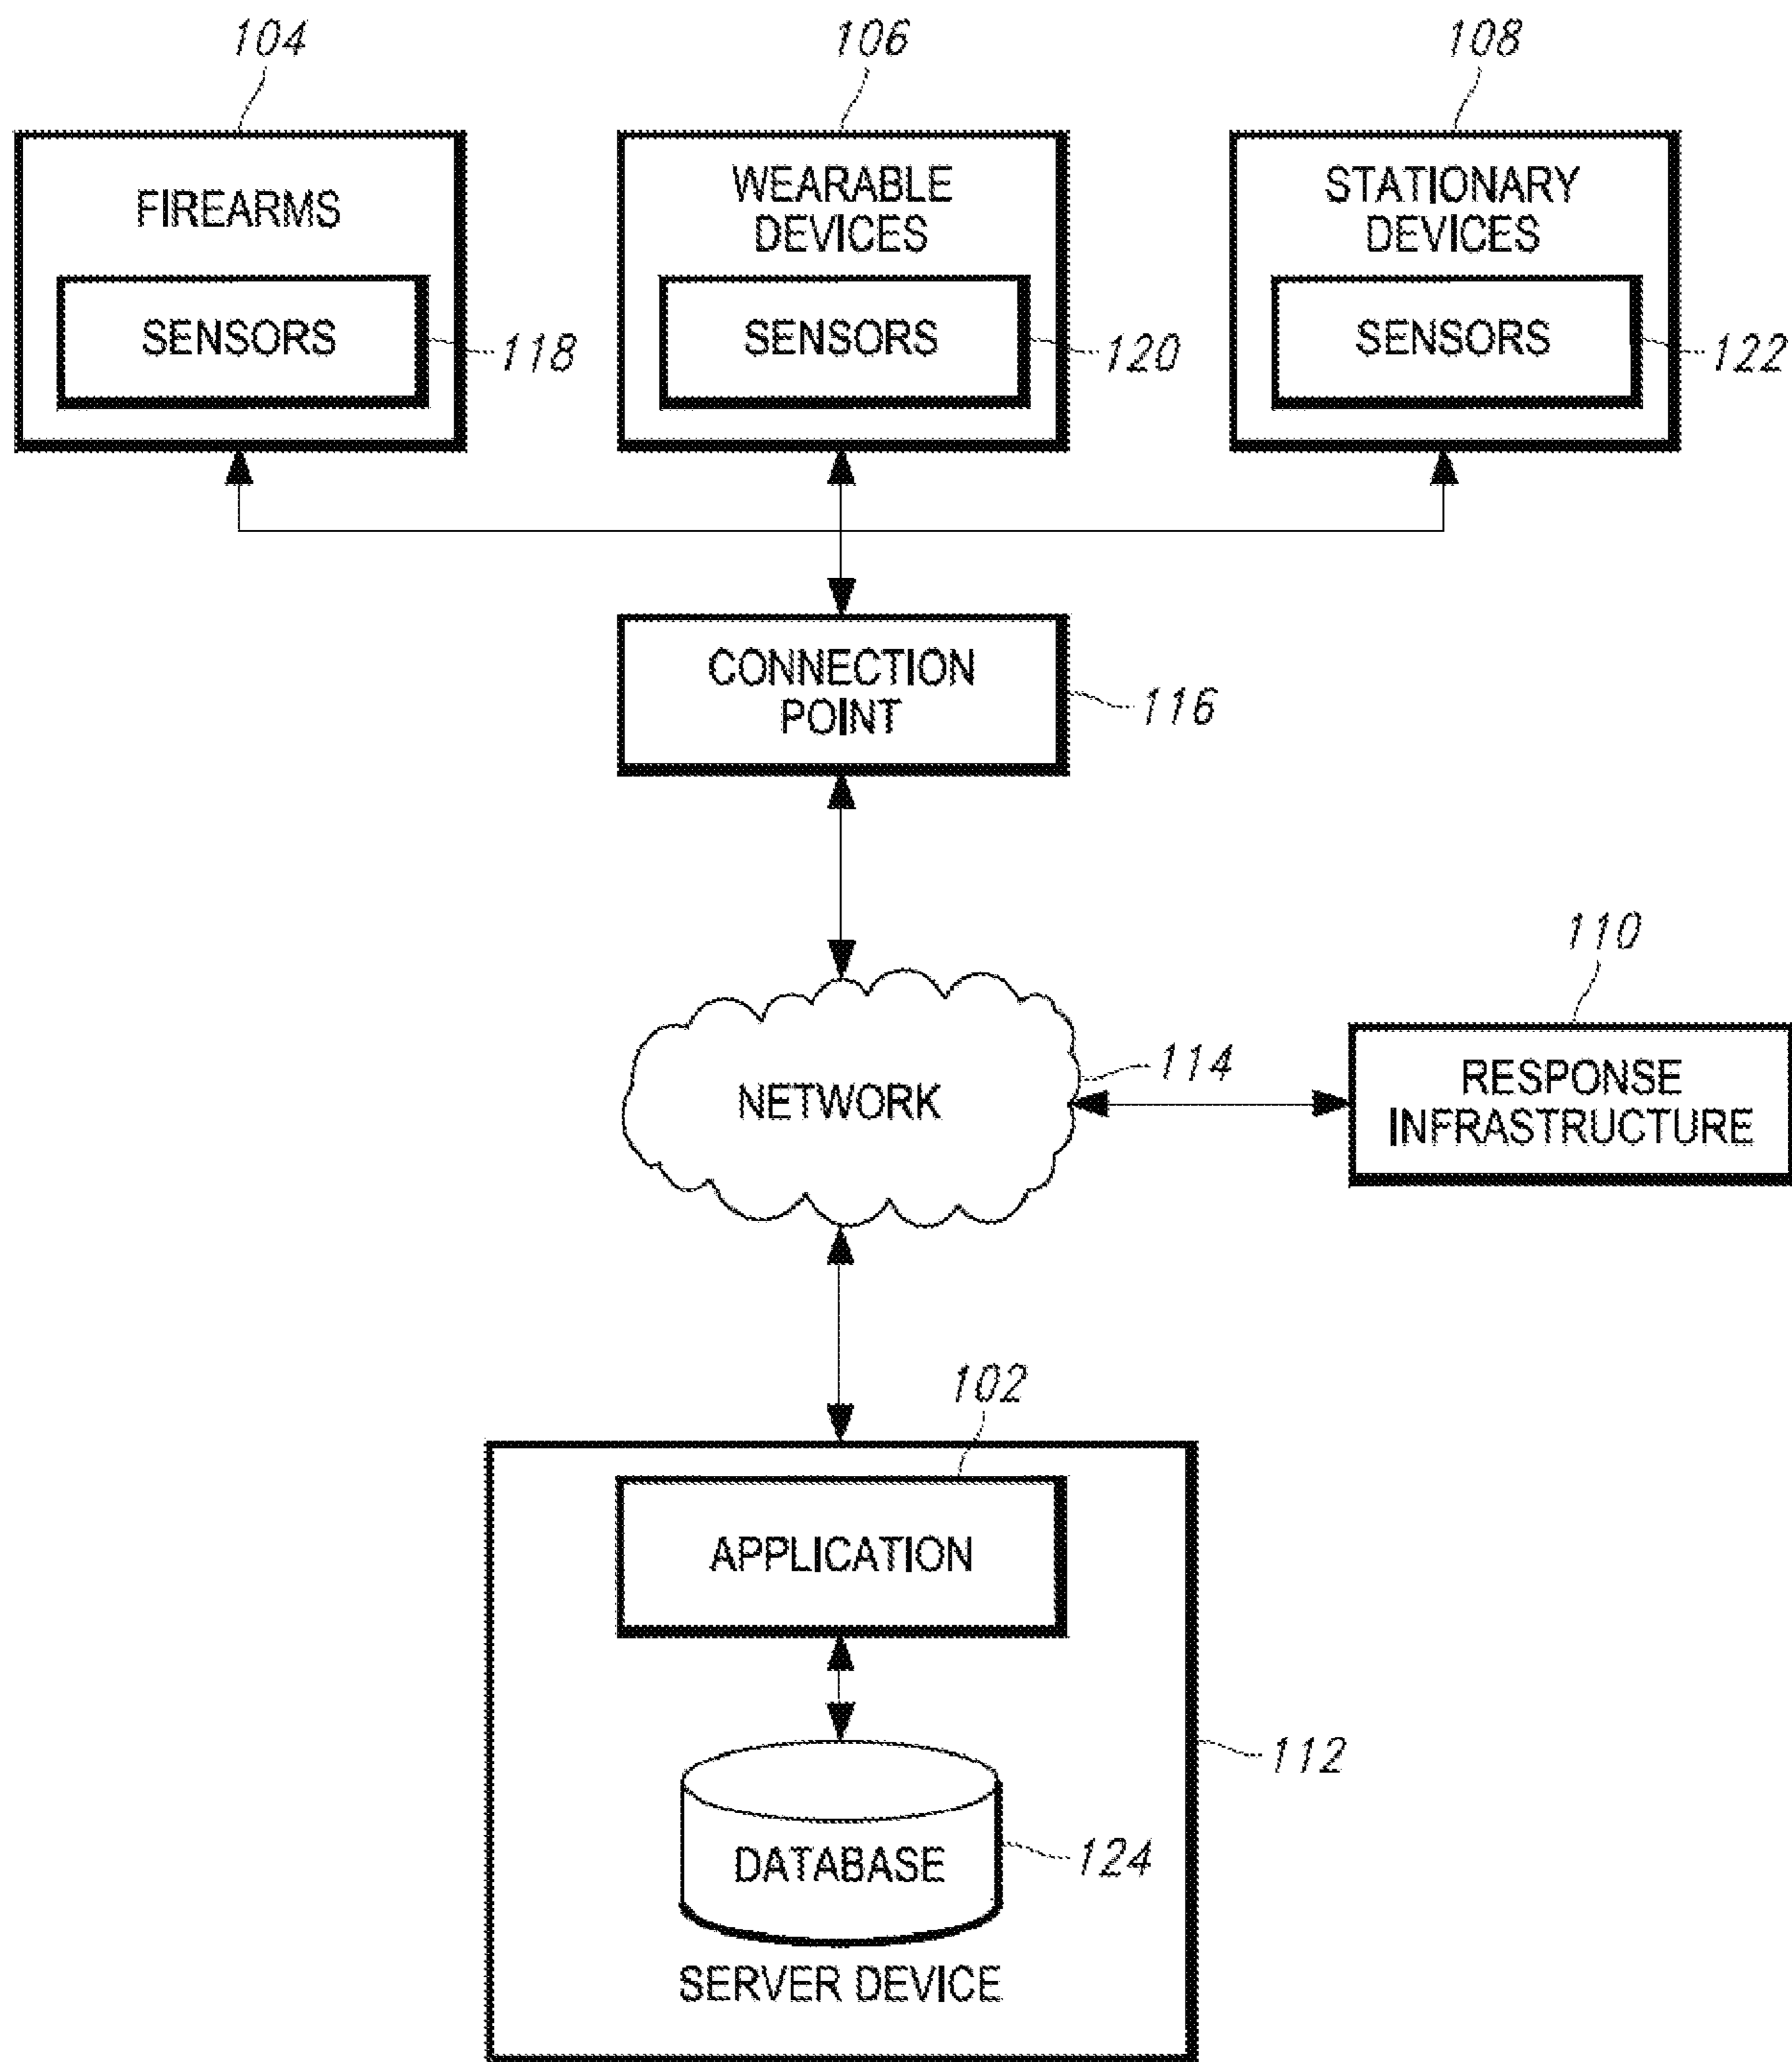 104
106
108
FIREARMS
WEARABLE
DEVICES
STATIONARY
DEVICES
SENSORS
118
SENSORS
120
SENSORS
122
CONNECTION
POINT
116
110
NETWORK
114
RESPONSE
INFRASTRUCTURE
102
APPLICATION
112
DATABASE
124
SERVER DEVICE